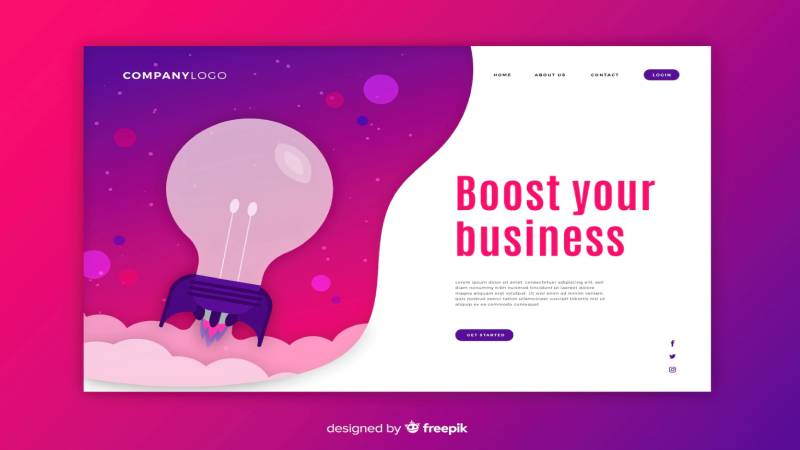 COMPANYLOGO
HOME ABOUT US CONTACT LOGIN
Boost your
business
Lorem ipsum dolor sit amet, consectetuer adipiscing elit,
sed diam nonummy nibh euismod tincidunt ut laoreet dolore
magna aliquam erat volutpat. Ut wisi enim ad minim veniam,
quis nostrud exerci tation ullamcorper suscipit lobortis nisl
ut aliquip ex ea commodo consequat
GET STARTED
designed by freepik